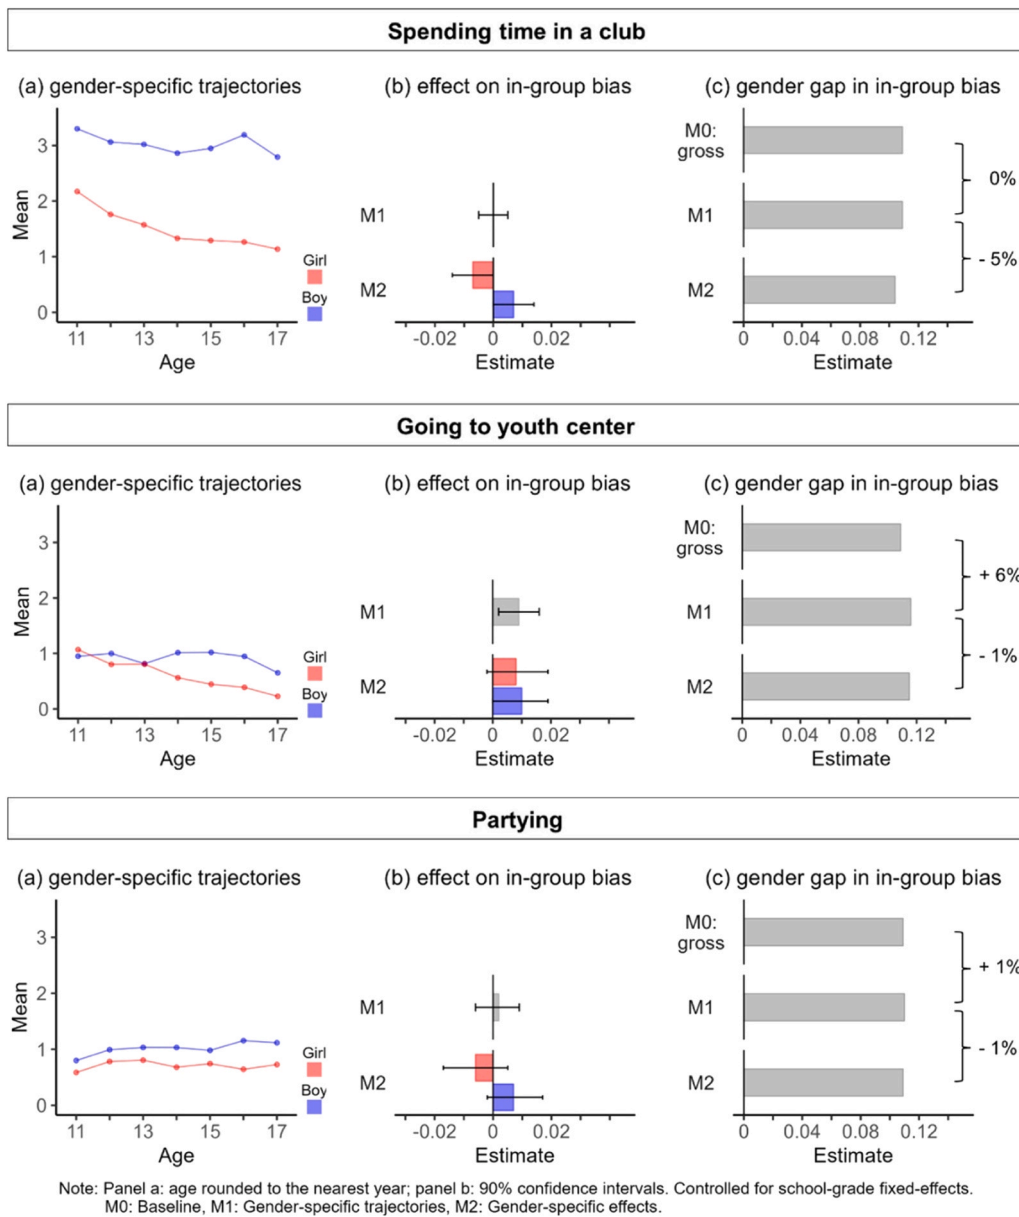 Spending time in a club
(a) gender-specific trajectories
(b) effect on in-group bias
(c) gender gap in in-group bias
Mean
3
2
1
0
11
13
15
17
Age
Girl
Boy
M1
M2
-0.02
0
0.02
Estimate
M0:
gross
M1
M2
0%
- 5%
0
0.04
0.08
0.12
Estimate
Going to youth center
(a) gender-specific trajectories
(b) effect on in-group bias
(c) gender gap in in-group bias
Mean
3
2
1
0
11
13
15
17
Age
Girl
Boy
M1
M2
-0.02
0
0.02
Estimate
M0:
gross
M1
M2
+ 6%
- 1%
0
0.04
0.08
0.12
Estimate
Partying
(a) gender-specific trajectories
(b) effect on in-group bias
(c) gender gap in in-group bias
Mean
3
2
1
0
11
13
15
17
Age
Girl
Boy
M1
M2
-0.02
0
0.02
Estimate
M0:
gross
M1
M2
+ 1%
- 1%
0
0.04
0.08
0.12
Estimate
Note: Panel a: age rounded to the nearest year; panel b: 90% confidence intervals. Controlled for school-grade fixed-effects.
M0: Baseline, M1: Gender-specific trajectories, M2: Gender-specific effects.